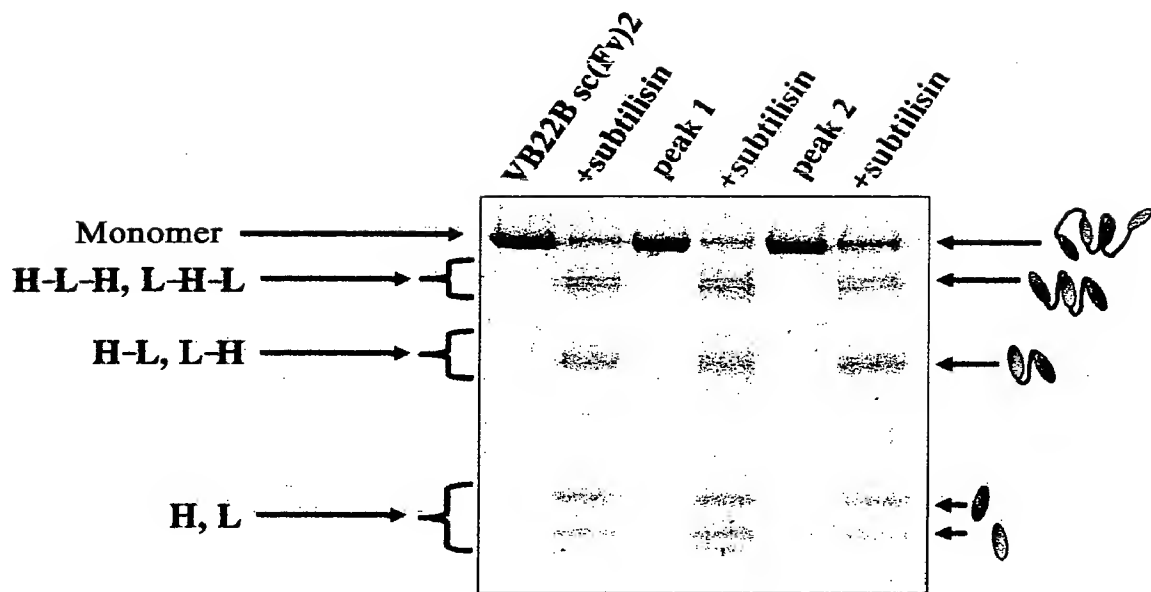 VB22B sc(Fv)2
+subtilisin
peak 1
+subtilisin
peak 2
+subtilisin
Monomer
H-L-H, L-H-L
H-L, L-H
H, L